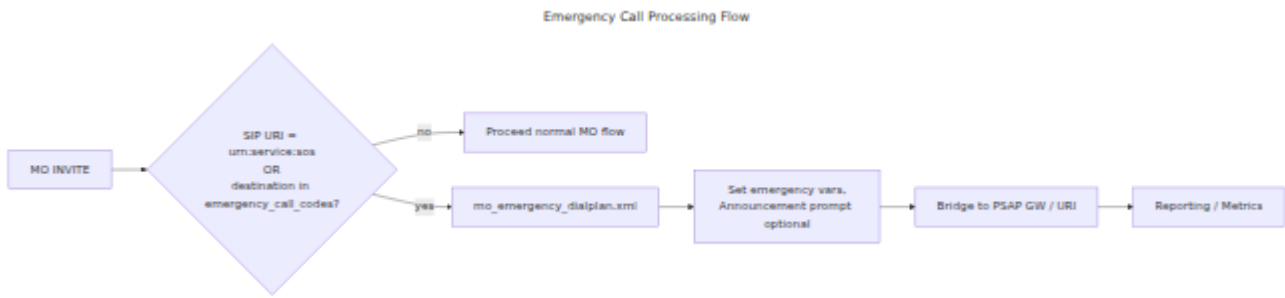 Emergency Call Processing Flow
MO INVITE
SIP URI =
urn:service:sos
OR
destination in
emergency_call_codes?
no
Proceed normal MO flow
yes
mo_emergency_dialplan.xml
Set emergency vars.
Announcement prompt
optional
Bridge to PSAP GW / URI
Reporting / Metrics